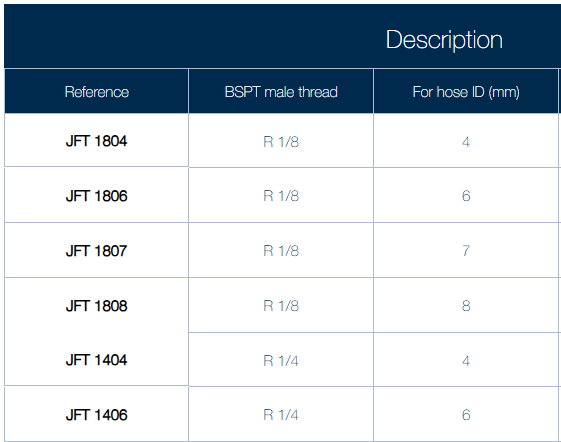 Description
Reference BSPT male thread For hose ID (mm)
JFT 1804 R 1/8 4
JFT 1806 R 1/8 6
JFT 1807 R 1/8 7
JFT 1808 R 1/8 8
JFT 1404 R 1/4 4
JFT 1406 R 1/4 6